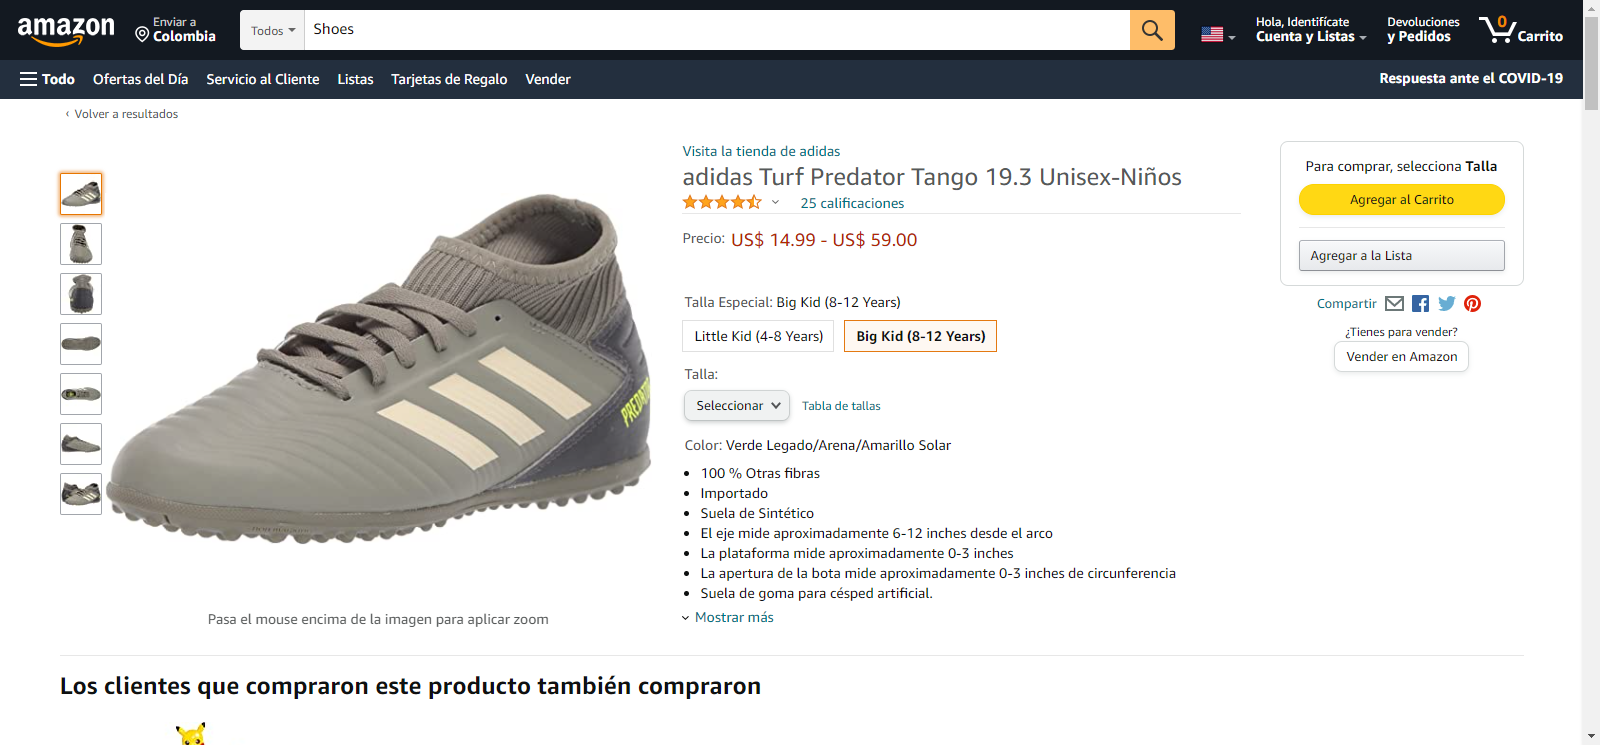 amazon
Enviar a
Colombia
Todos
Shoes
Hola, Identifícate
Cuenta y Listas
Devoluciones
y Pedidos
0
Carrito
Todo
Ofertas del Día
Servicio al Cliente
Listas
Tarjetas de Regalo
Vender
Respuesta ante el COVID-19
‹ Volver a resultados
Visita la tienda de adidas
adidas Turf Predator Tango 19.3 Unisex-Niños
25 calificaciones
Precio: US$ 14.99 - US$ 59.00
Talla Especial: Big Kid (8-12 Years)
Little Kid (4-8 Years)
Big Kid (8-12 Years)
Talla:
Seleccionar
Tabla de tallas
Color: Verde Legado/Arena/Amarillo Solar
• 100 % Otras fibras
• Importado
• Suela de Sintético
• El eje mide aproximadamente 6-12 inches desde el arco
• La plataforma mide aproximadamente 0-3 inches
• La apertura de la bota mide aproximadamente 0-3 inches de circunferencia
• Suela de goma para césped artificial.
Mostrar más
Para comprar, selecciona Talla
Agregar al Carrito
Agregar a la Lista
Compartir
¿Tienes para vender?
Vender en Amazon
Pasa el mouse encima de la imagen para aplicar zoom
Los clientes que compraron este producto también compraron